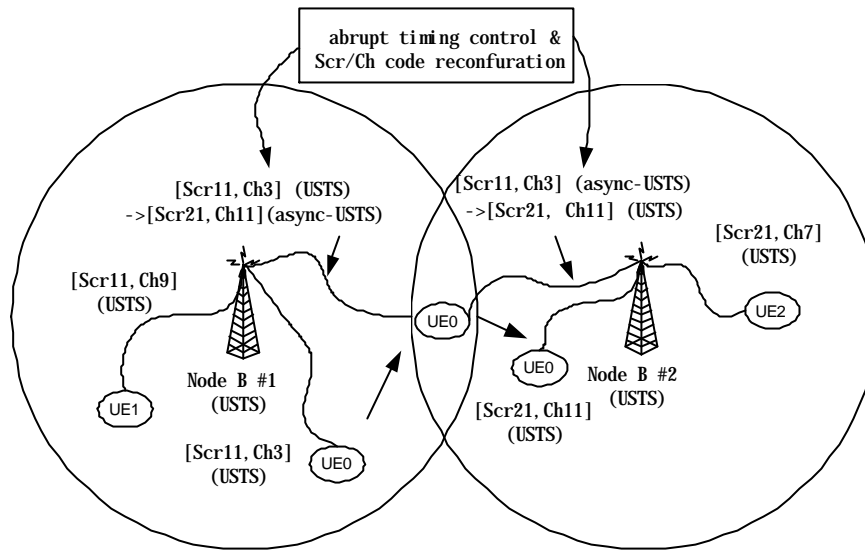 abrupt timing control &
Scr/Ch code reconfuration
[Scr11, Ch3] (USTS)
->[Scr21, Ch11](async-USTS)
[Scr11, Ch3] (async-USTS)
->[Scr21, Ch11] (USTS)
[Scr21, Ch7]
(USTS)
[Scr11, Ch9]
(USTS)
UE0
UE2
UE0
Node B #1
(USTS)
Node B #2
(USTS)
UE1
[Scr21, Ch11]
(USTS)
[Scr11, Ch3]
(USTS)
UE0